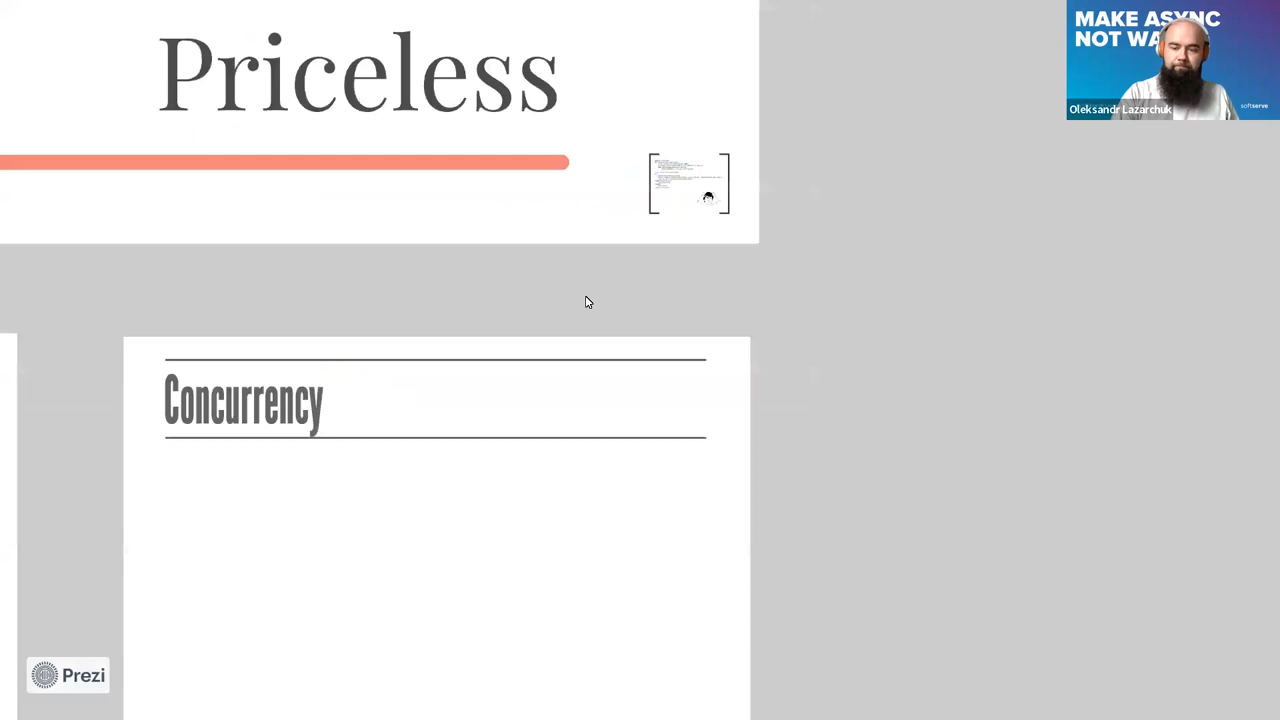 Priceless
MAKE ASYNC
NOT WA
Oleksandr Lazarchuk
softserve
Concurrency
Prezi